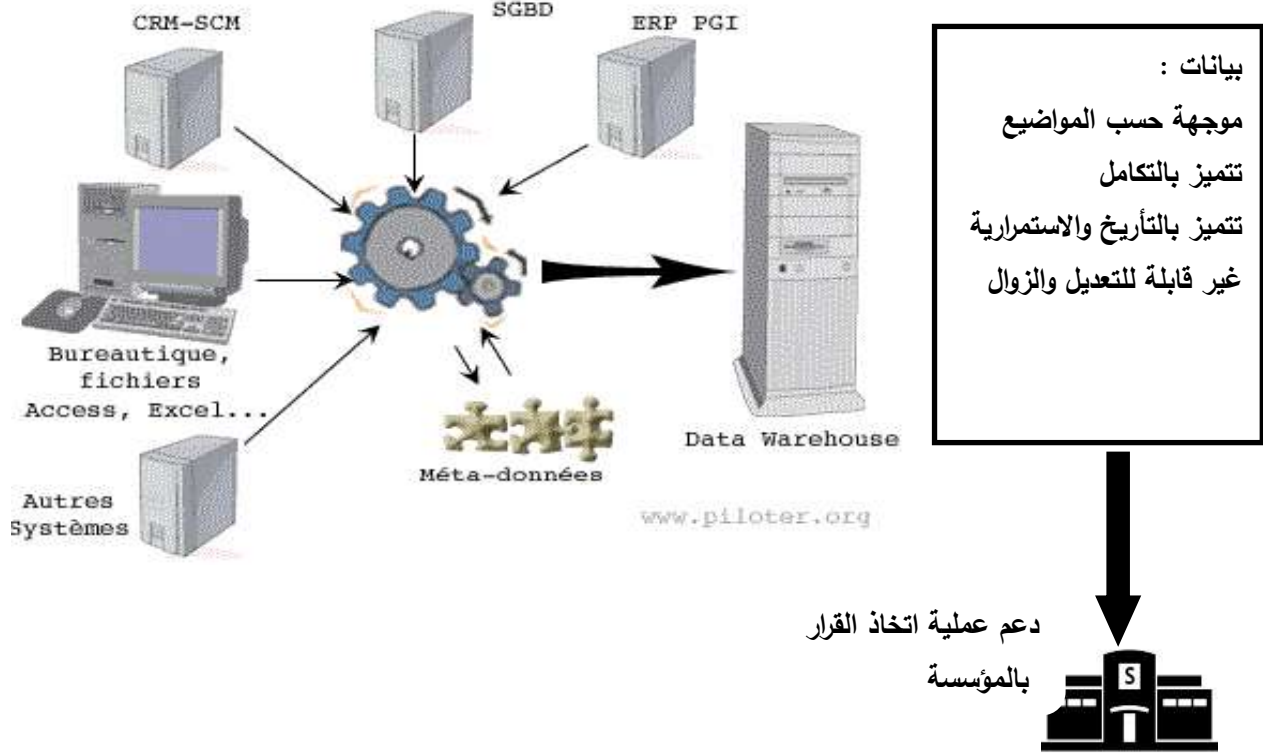 CRM-SCM
SGBD
ERP PGI
Bureautique,
fichiers
Access, Excel...
Autres
Systèmes
Méta-données
Data Warehouse
www.piloter.org
بيانات :
موجهة حسب المواضيع
تتميز بالتكامل
تتميز بالتأريخ والاستمرارية
غير قابلة للتعديل والزوال
دعم عملية اتخاذ القرار
بالمؤسسة
S